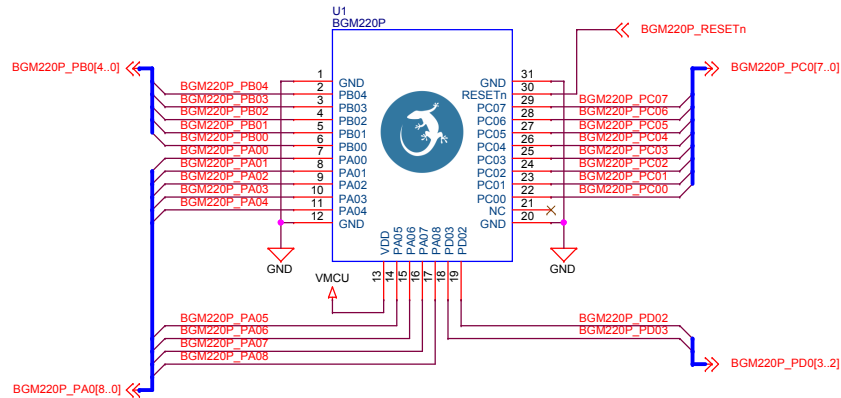 U1
BGM220P
BGM220P_RESETn
BGM220P_PB0[4..0]
BGM220P_PC0[7..0]
1 GND GND 31
BGM220P_PB04 2 PB04 RESETn 30
BGM220P_PB03 3 PB03 PC07 29 BGM220P_PC07
BGM220P_PB02 4 PB02 PC06 28 BGM220P_PC06
BGM220P_PB01 5 PB01 PC05 27 BGM220P_PC05
BGM220P_PB00 6 PB00 PC04 26 BGM220P_PC04
BGM220P_PA00 7 PA00 PC03 25 BGM220P_PC03
BGM220P_PA01 8 PA01 PC02 24 BGM220P_PC02
BGM220P_PA02 9 PA02 PC01 23 BGM220P_PC01
BGM220P_PA03 10 PA03 PC00 22 BGM220P_PC00
BGM220P_PA04 11 PA04 NC 21
12 GND GND 20
VDD PA05 PA06 PA07 PA08 PD03 PD02
13 14 15 16 17 18 19
GND
GND
VMCU
BGM220P_PA05
BGM220P_PD02
BGM220P_PA06
BGM220P_PD03
BGM220P_PA07
BGM220P_PA08
BGM220P_PD0[3..2]
BGM220P_PA0[8..0]